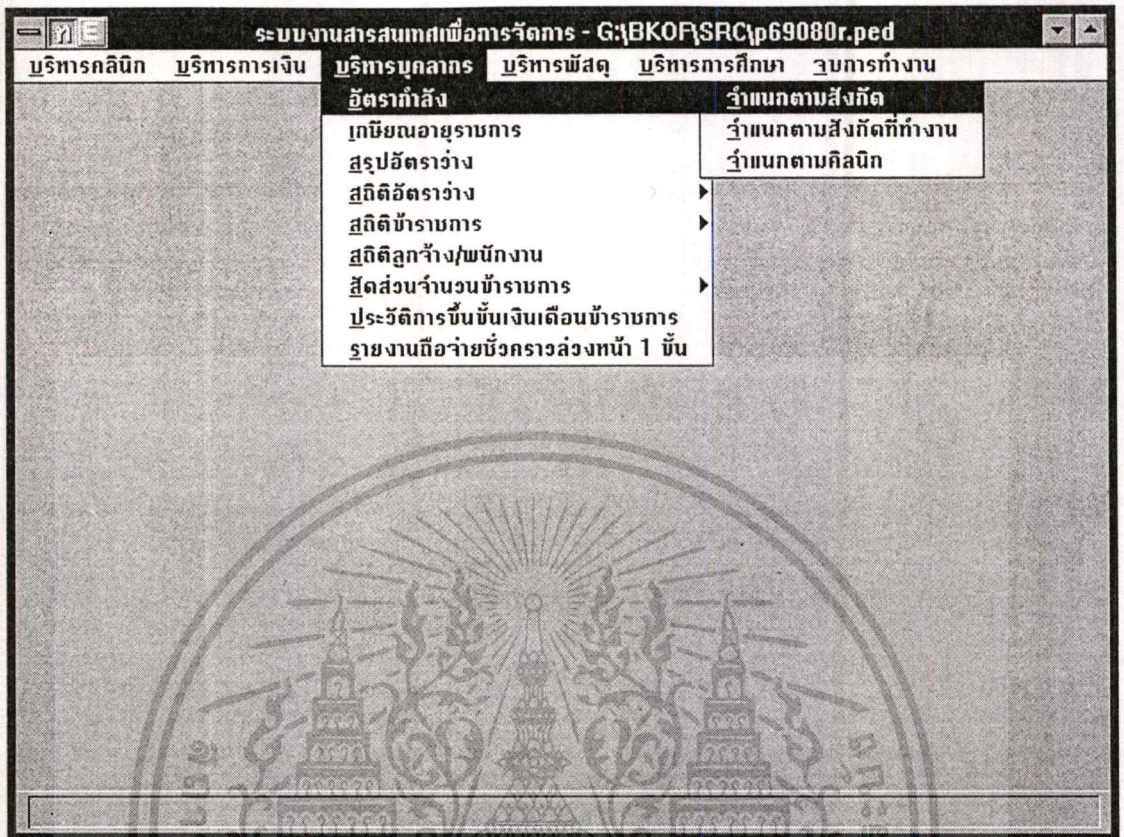 ก E ระบบงานสารสนเทศเพื่อการจัดการ - G:\BKOF\SRC\p69080r.ped
บริหารคลินิก บริหารการเงิน บริหารบุคลากร บริหารพัสดุ บริหารการศึกษา จบการทำงาน
อัตรากำลัง
จำแนกตามสังกัด
เกษียณอายุราชการ
จำแนกตามสังกัดที่ทำงาน
สรุปอัตราว่าง
จำแนกตามคลินิก
สถิติอัตราว่าง
สถิติข้าราชการ
สถิติลูกจ้าง/พนักงาน
สัดส่วนจำนวนข้าราชการ
ประวัติการขึ้นขั้นเงินเดือนข้าราชการ
รายงานถือจ่ายชั่วคราวล่วงหน้า 1 ขั้น